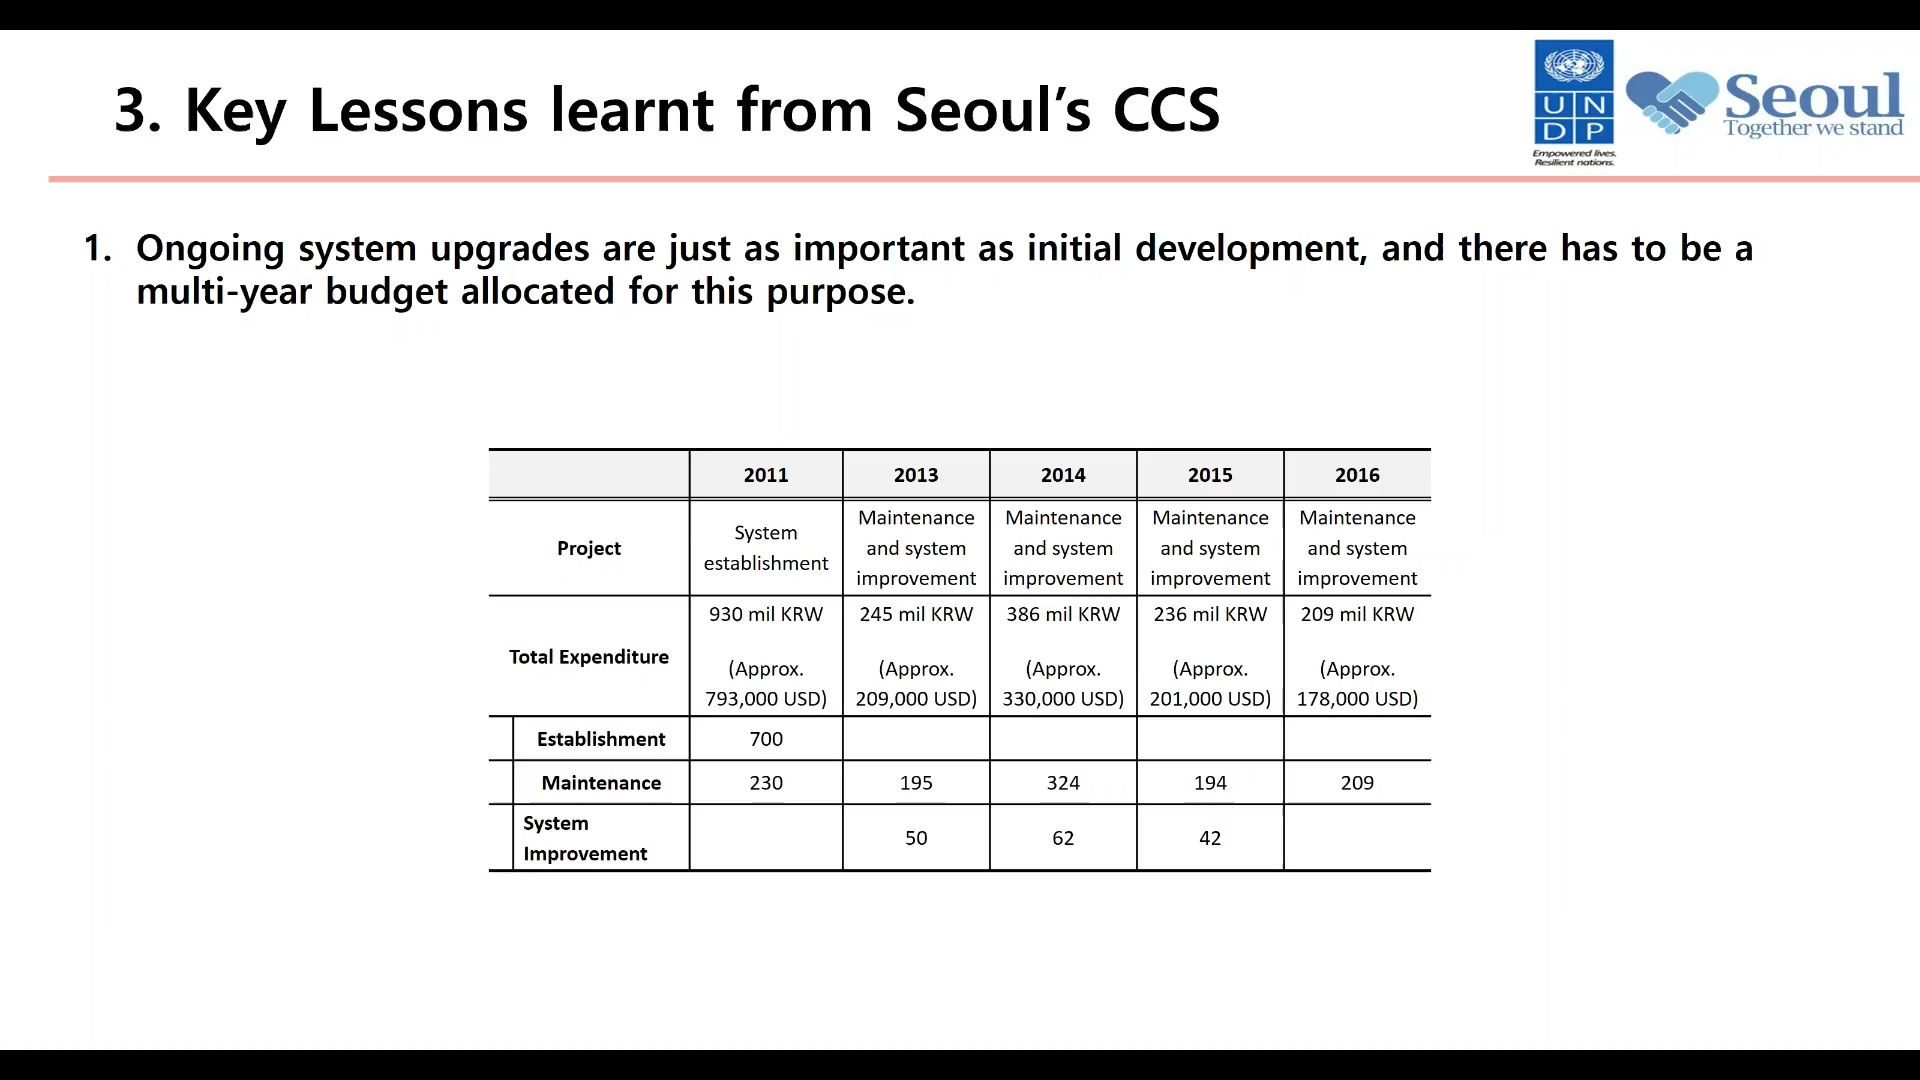 3. Key Lessons learnt from Seoul's CCS
UN
DP
Empowered lives.
Resilient nations.
Seoul
Together we stand
1. Ongoing system upgrades are just as important as initial development, and there has to be a
multi-year budget allocated for this purpose.
2011 2013 2014 2015 2016
Project System establishment Maintenance and system improvement Maintenance and system improvement Maintenance and system improvement Maintenance and system improvement
Total Expenditure 930 mil KRW (Approx. 793,000 USD) 245 mil KRW (Approx. 209,000 USD) 386 mil KRW (Approx. 330,000 USD) 236 mil KRW (Approx. 201,000 USD) 209 mil KRW (Approx. 178,000 USD)
Establishment 700
Maintenance 230 195 324 194 209
System Improvement 50 62 42